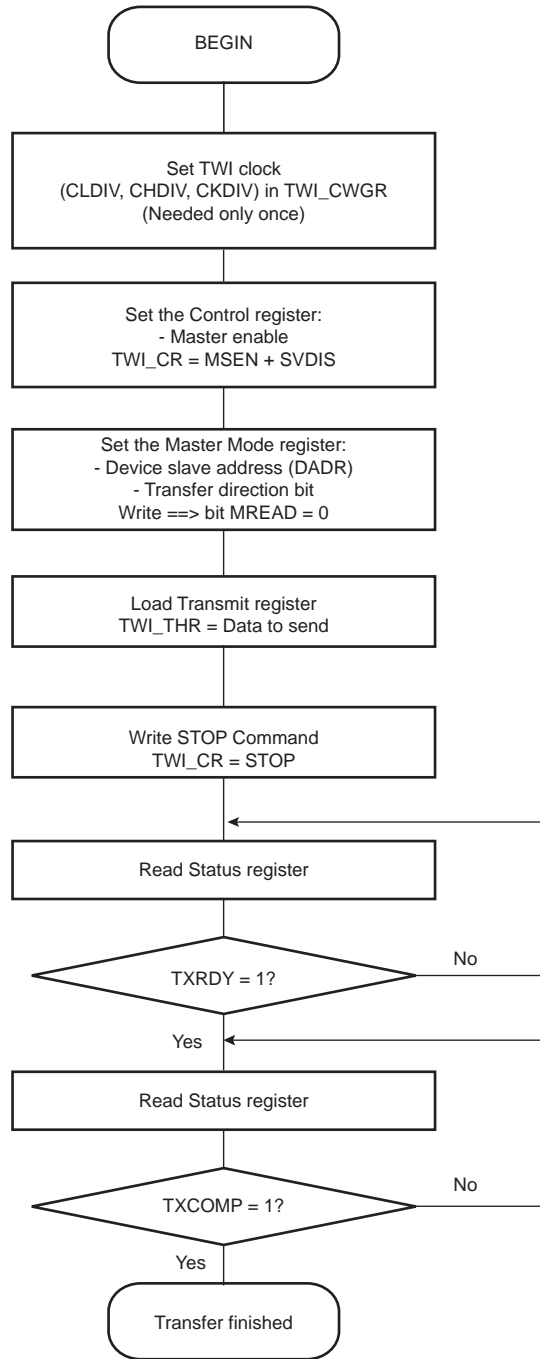 BEGIN
Set TWI clock
(CLDIV, CHDIV, CKDIV) in TWI_CWGR
(Needed only once)
Set the Control register:
- Master enable
TWI_CR = MSEN + SVDIS
Set the Master Mode register:
- Device slave address (DADR)
- Transfer direction bit
Write ==> bit MREAD = 0
Load Transmit register
TWI_THR = Data to send
Write STOP Command
TWI_CR = STOP
Read Status register
No
TXRDY = 1?
Yes
Read Status register
No
TXCOMP = 1?
Yes
Transfer finished